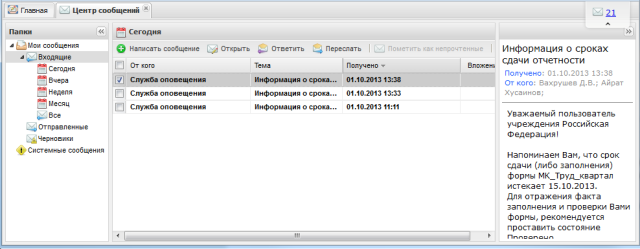 Главная
Центр сообщений
21
Папки
Мои сообщения
Входящие
Сегодня
Вчера
Неделя
Месяц
Все
Отправленные
Черновики
Системные сообщения
Сегодня
Написать сообщение
Открыть
Ответить
Переслать
Пометить как непрочтенные
От кого Тема Получено Вложени
Служба оповещения Информация о срока... 01.10.2013 13:38
Служба оповещения Информация о срока... 01.10.2013 13:33
Служба оповещения Информация о срока... 01.10.2013 11:11
Информация о сроках
сдачи отчетности
Получено: 01.10.2013 13:38
От кого: Вахрушев Д.В.; Айрат
Хусаинов;
Уважаемый пользователь
учреждения Российская
Федерация!
Напоминаем Вам, что срок
сдачи (либо заполнения)
формы МК_Труд_квартал
истекает 15.10.2013.
Для отражения факта
заполнения и проверки Вами
формы, рекомендуется
проставить состояние
Проверено